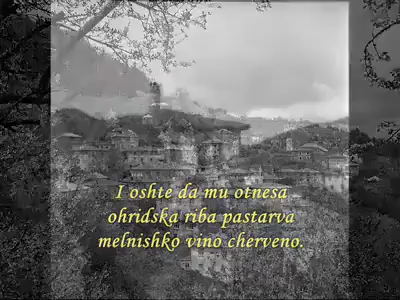 I oshte da mu otnesa
ohridska riba pastarva
melnishko vino cherveno.